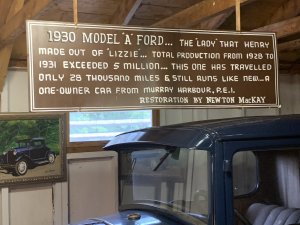 1930 MODEL "A" FORD... THE 'LADY' THAT HENRY
MADE OUT OF 'LIZZIE'... TOTAL PRODUCTION FROM 1928 TO
1931 EXCEEDED 5 MILLION... THIS ONE HAS TRAVELLED
ONLY 28 THOUSAND MILES & STILL RUNS LIKE NEW...A
ONE-OWNER CAR FROM MURRAY HARBOUR, P.E.I.
RESTORATION BY NEWTON MACKAY